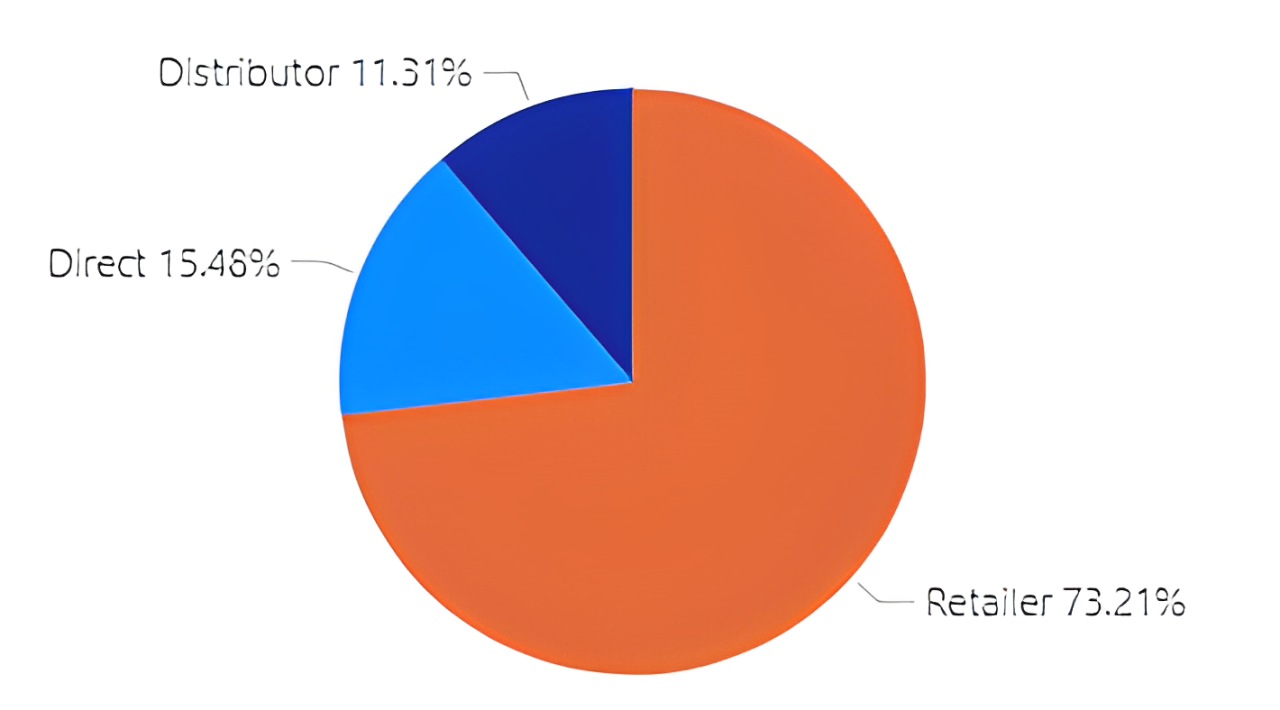 Distributor 11.31%
Direct 15.48%
Retailer 73.21%